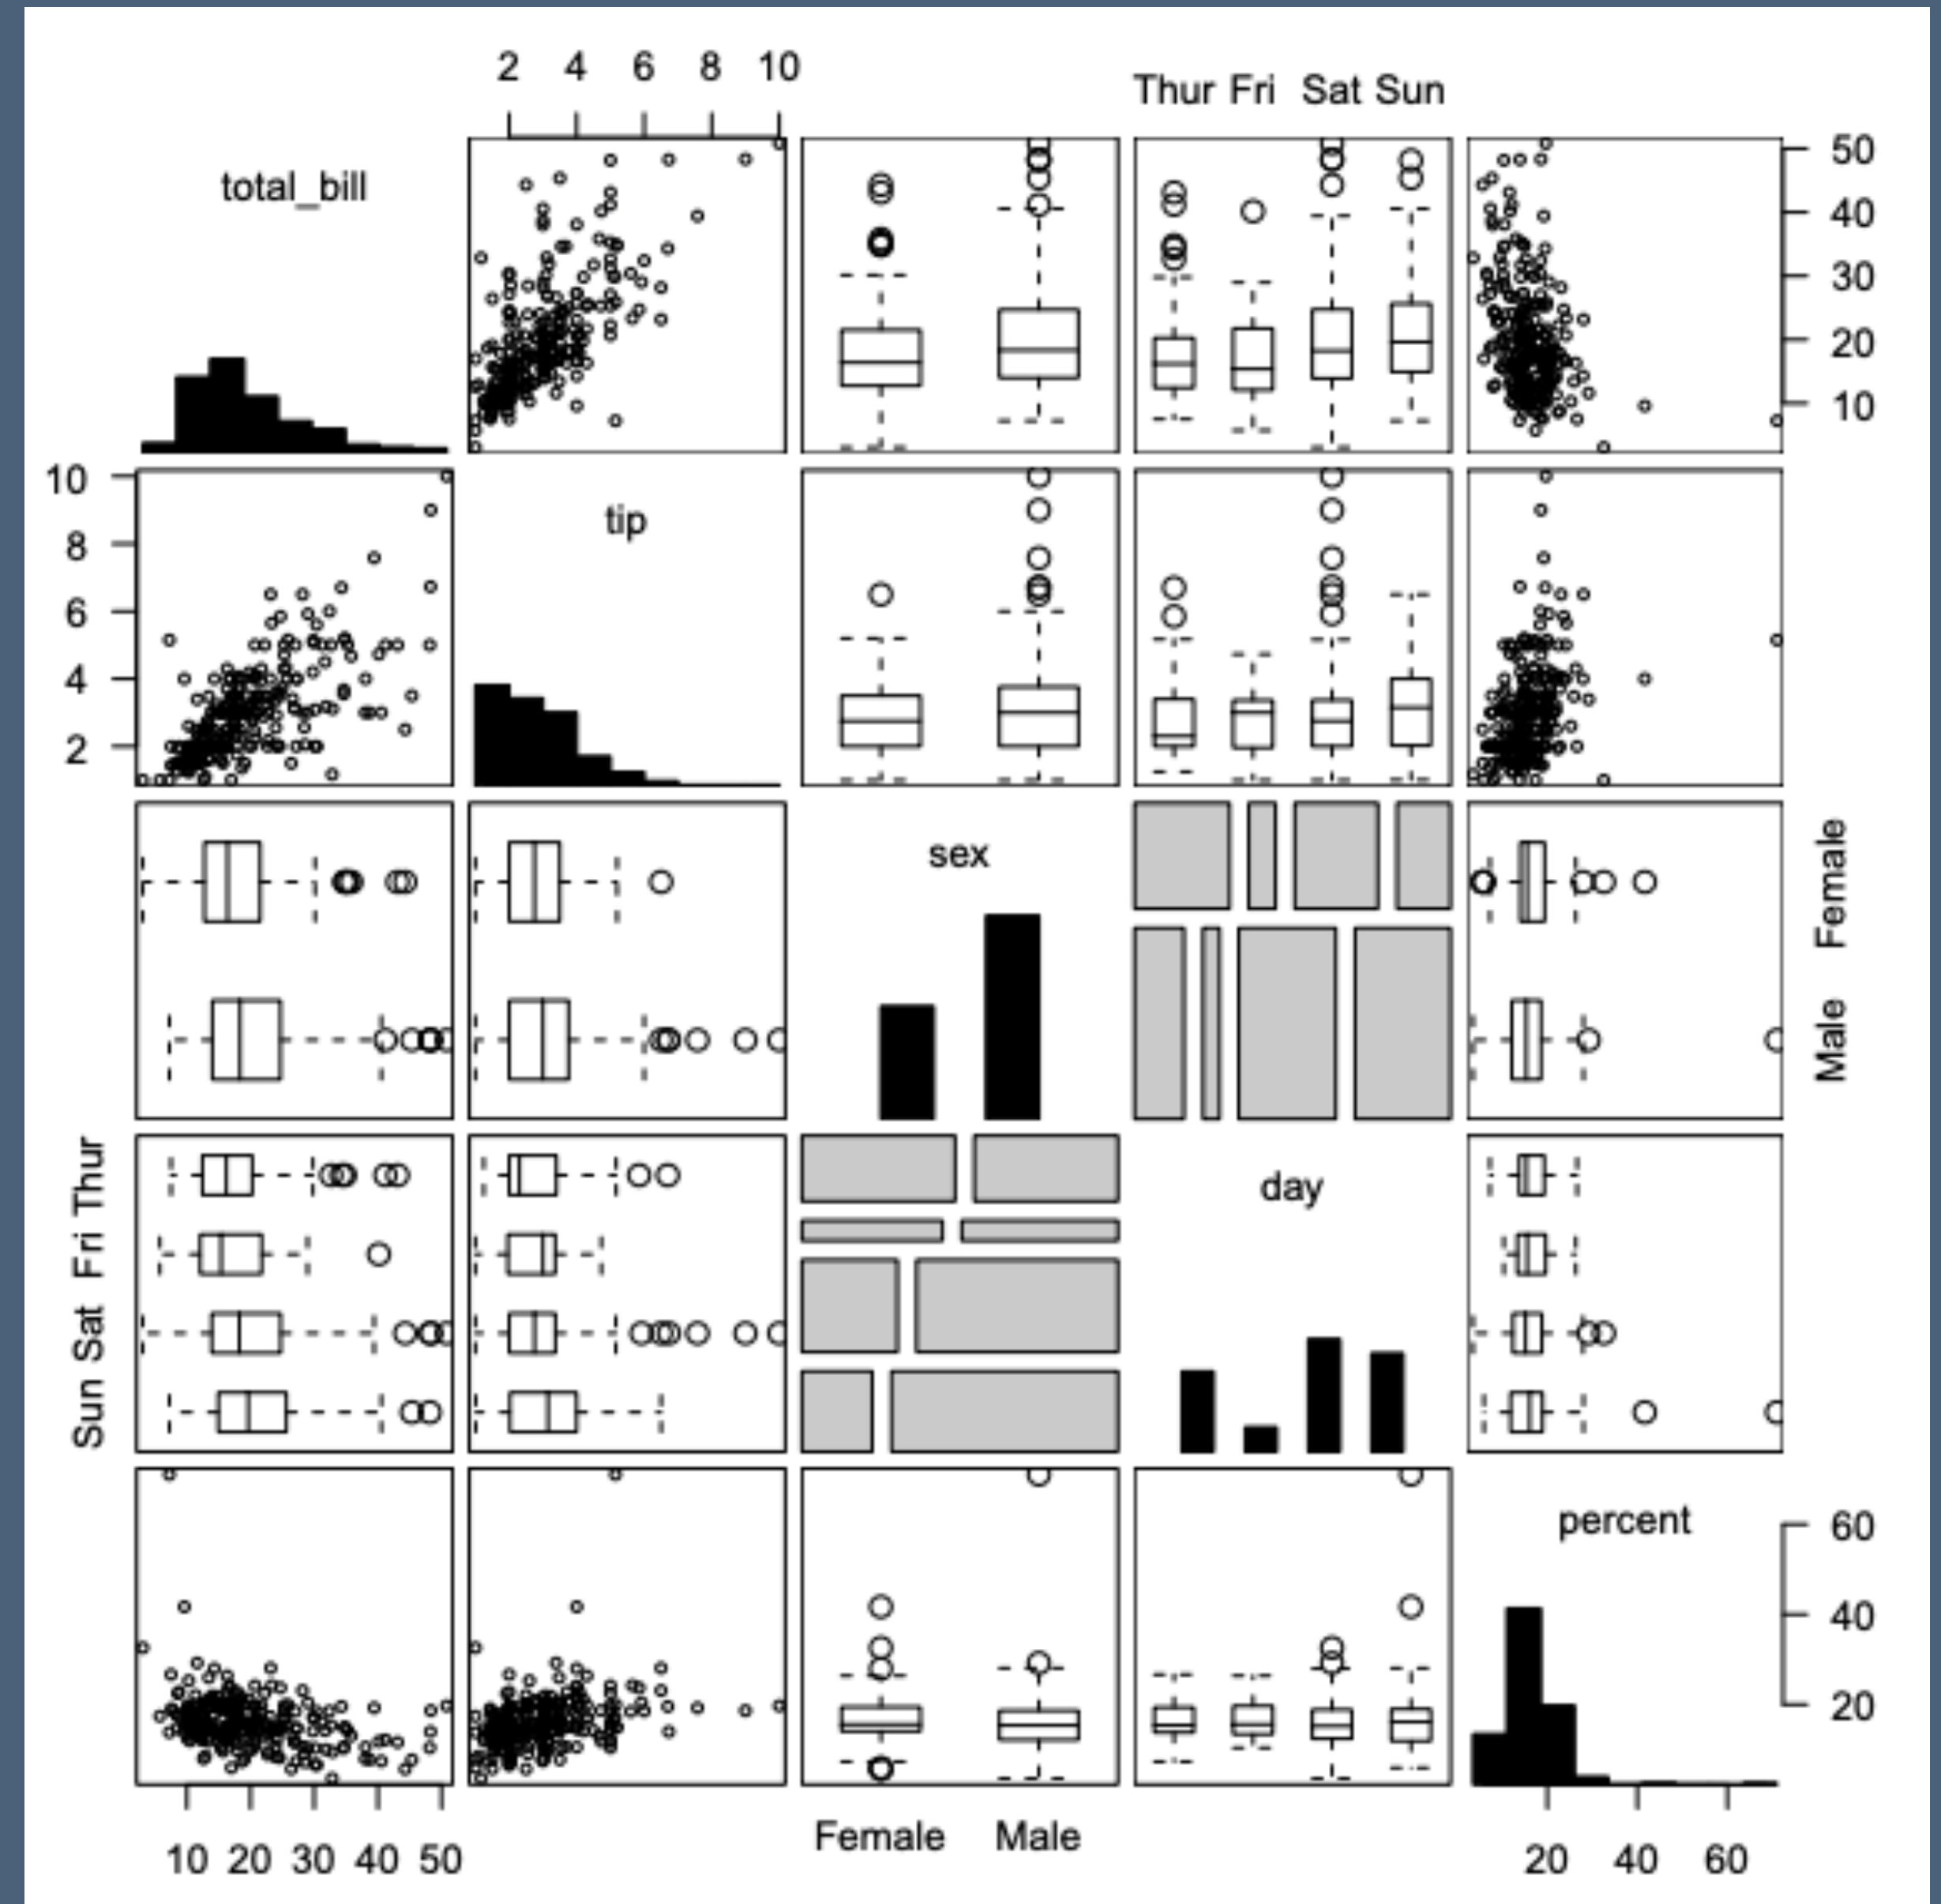 2 4 6 8 10
Thur Fri Sat Sun
total_bill
50
40
30
20
10
tip
10
8
6
4
2
sex
Female
Male
day
Thur
Fri
Sat
Sun
percent
60
40
20
Female Male
10 20 30 40 50
20 40 60